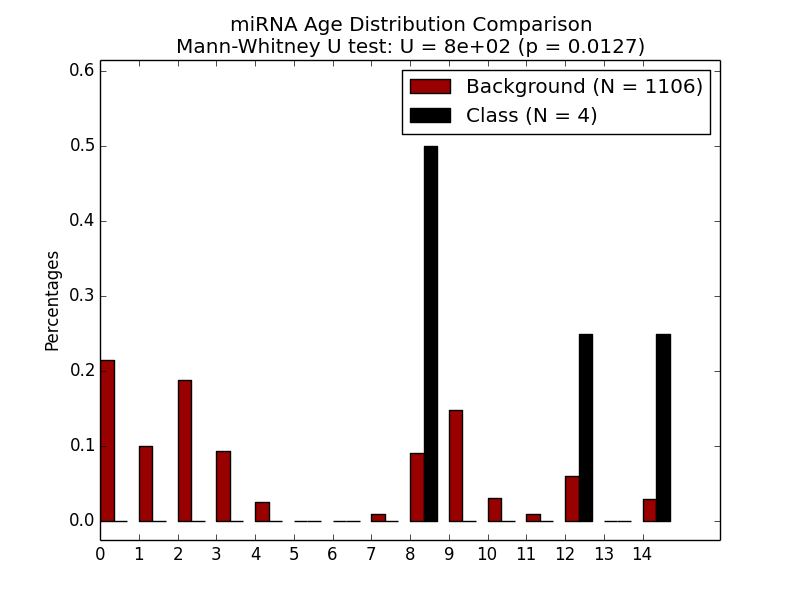 miRNA Age Distribution Comparison
Mann-Whitney U test: U = 8e+02 (p = 0.0127)
Background (N = 1106)
Class (N = 4)
Percentages
0.6
0.5
0.4
0.3
0.2
0.1
0.0
0 1 2 3 4 5 6 7 8 9 10 11 12 13 14